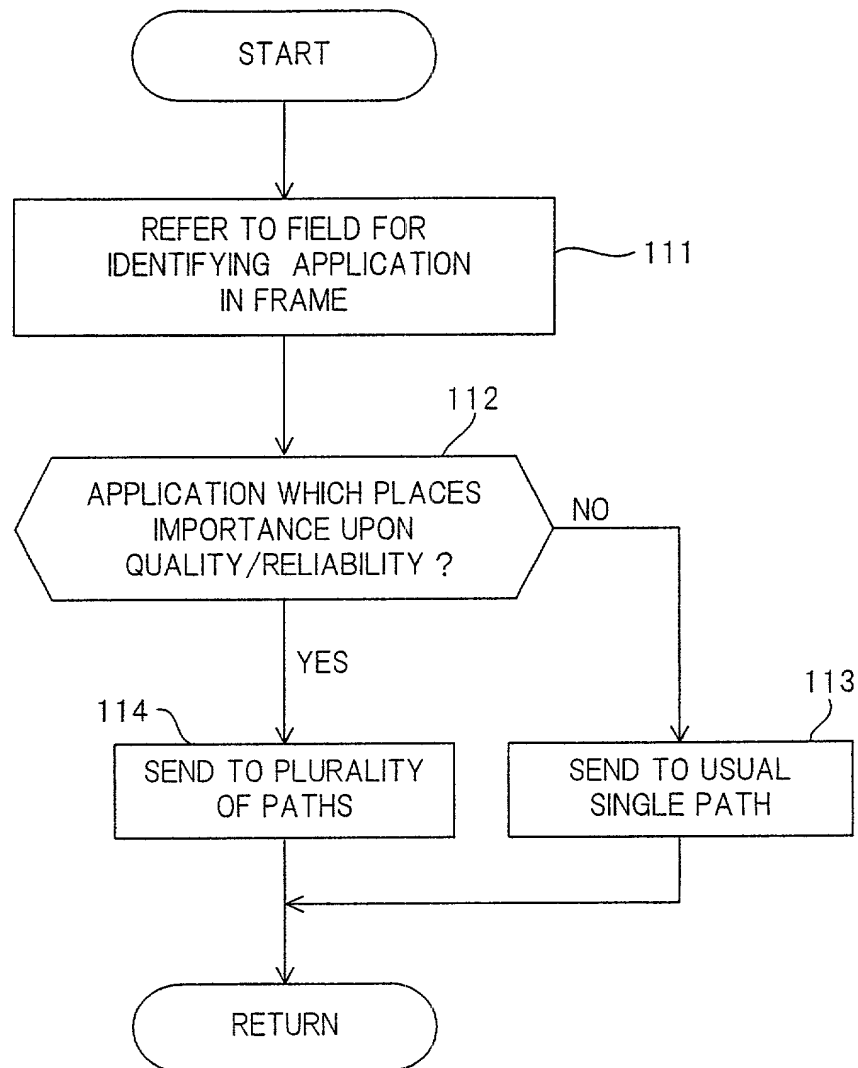 START
REFER TO FIELD FOR
IDENTIFYING APPLICATION
IN FRAME
111
112
APPLICATION WHICH PLACES
IMPORTANCE UPON
QUALITY/RELIABILITY ?
NO
YES
114
SEND TO PLURALITY
OF PATHS
113
SEND TO USUAL
SINGLE PATH
RETURN